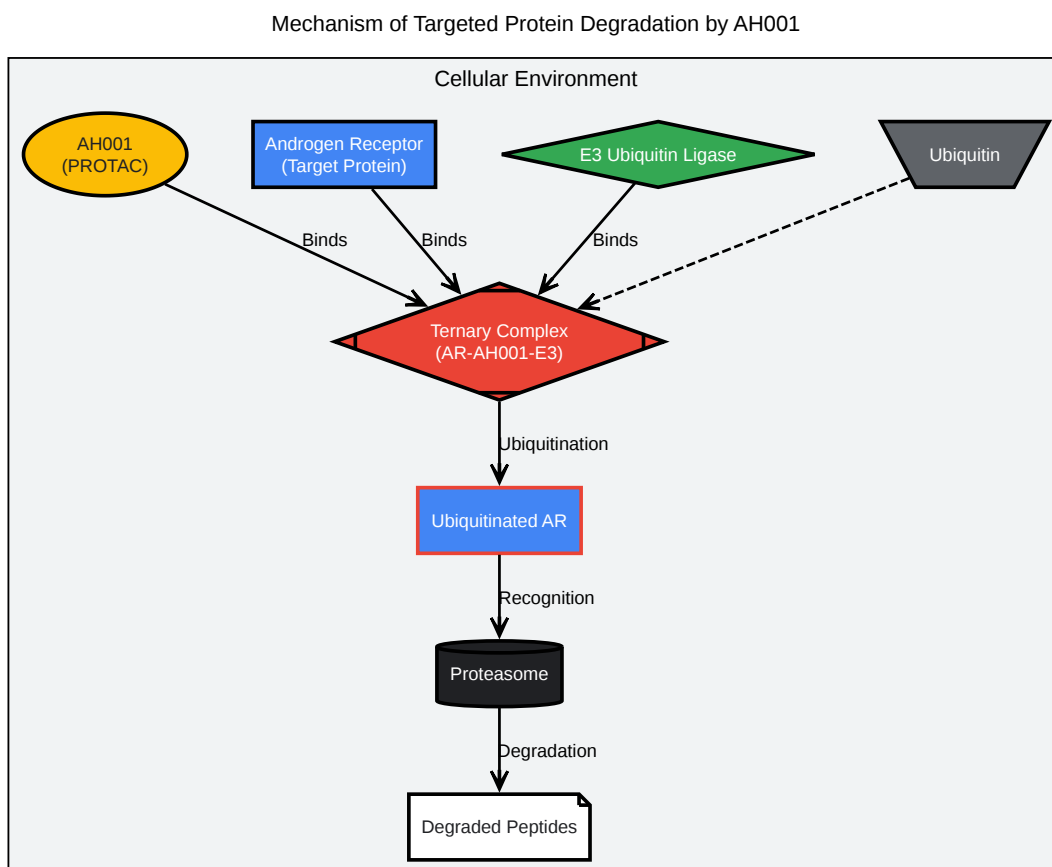 Mechanism of Targeted Protein Degradation by AH001
Cellular Environment
AH001
(PROTAC)
Androgen Receptor
(Target Protein)
E3 Ubiquitin Ligase
Ubiquitin
Binds
Binds
Binds
Ternary Complex
(AR-AH001-E3)
Ubiquitination
Ubiquitinated AR
Recognition
Proteasome
Degradation
Degraded Peptides